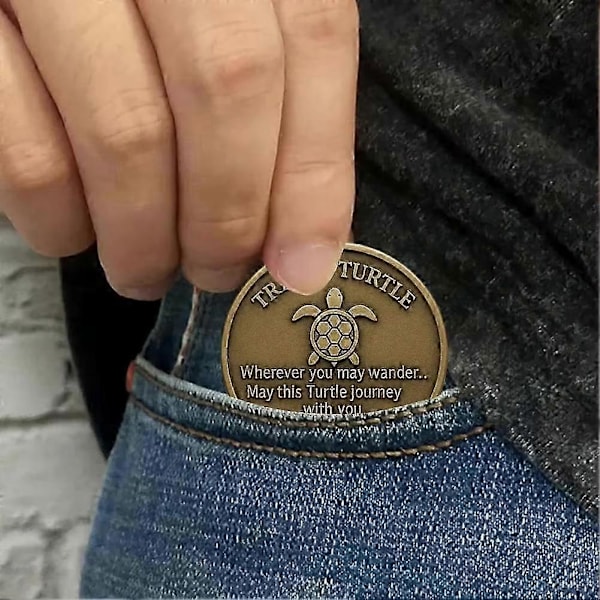 TURTLE
Wherever you may wander..
May this Turtle journey
with you